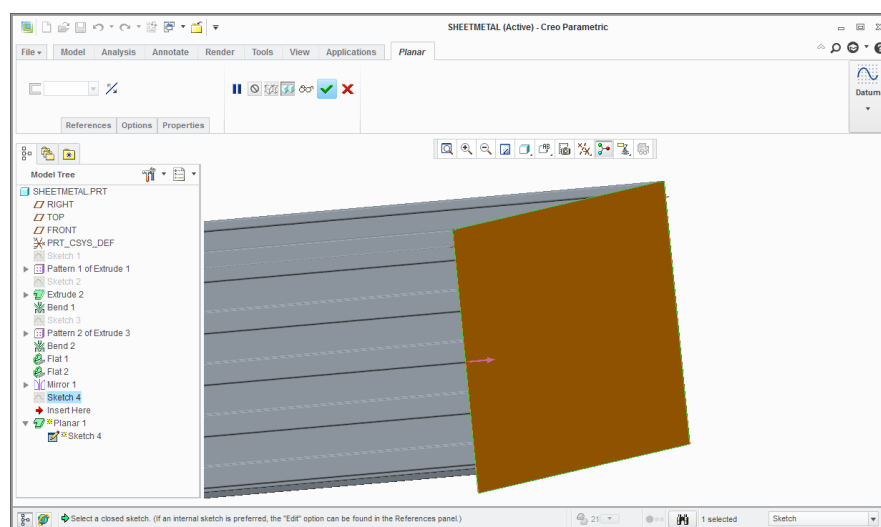 SHEETMETAL (Active) - Creo Parametric
File Model Analysis Annotate Render Tools View Applications Planar
Datum
References Options Properties
Model Tree
SHEETMETAL.PRT
RIGHT
TOP
FRONT
PRT_CSYS_DEF
Sketch 1
Pattern 1 of Extrude 1
Sketch 2
Extrude 2
Bend 1
Sketch 3
Pattern 2 of Extrude 3
Bend 2
Flat 1
Flat 2
Mirror 1
Sketch 4
Insert Here
Planar 1
Sketch 4
Select a closed sketch. (If an internal sketch is preferred, the "Edit" option can be found in the References panel.) 21 1 selected Sketch